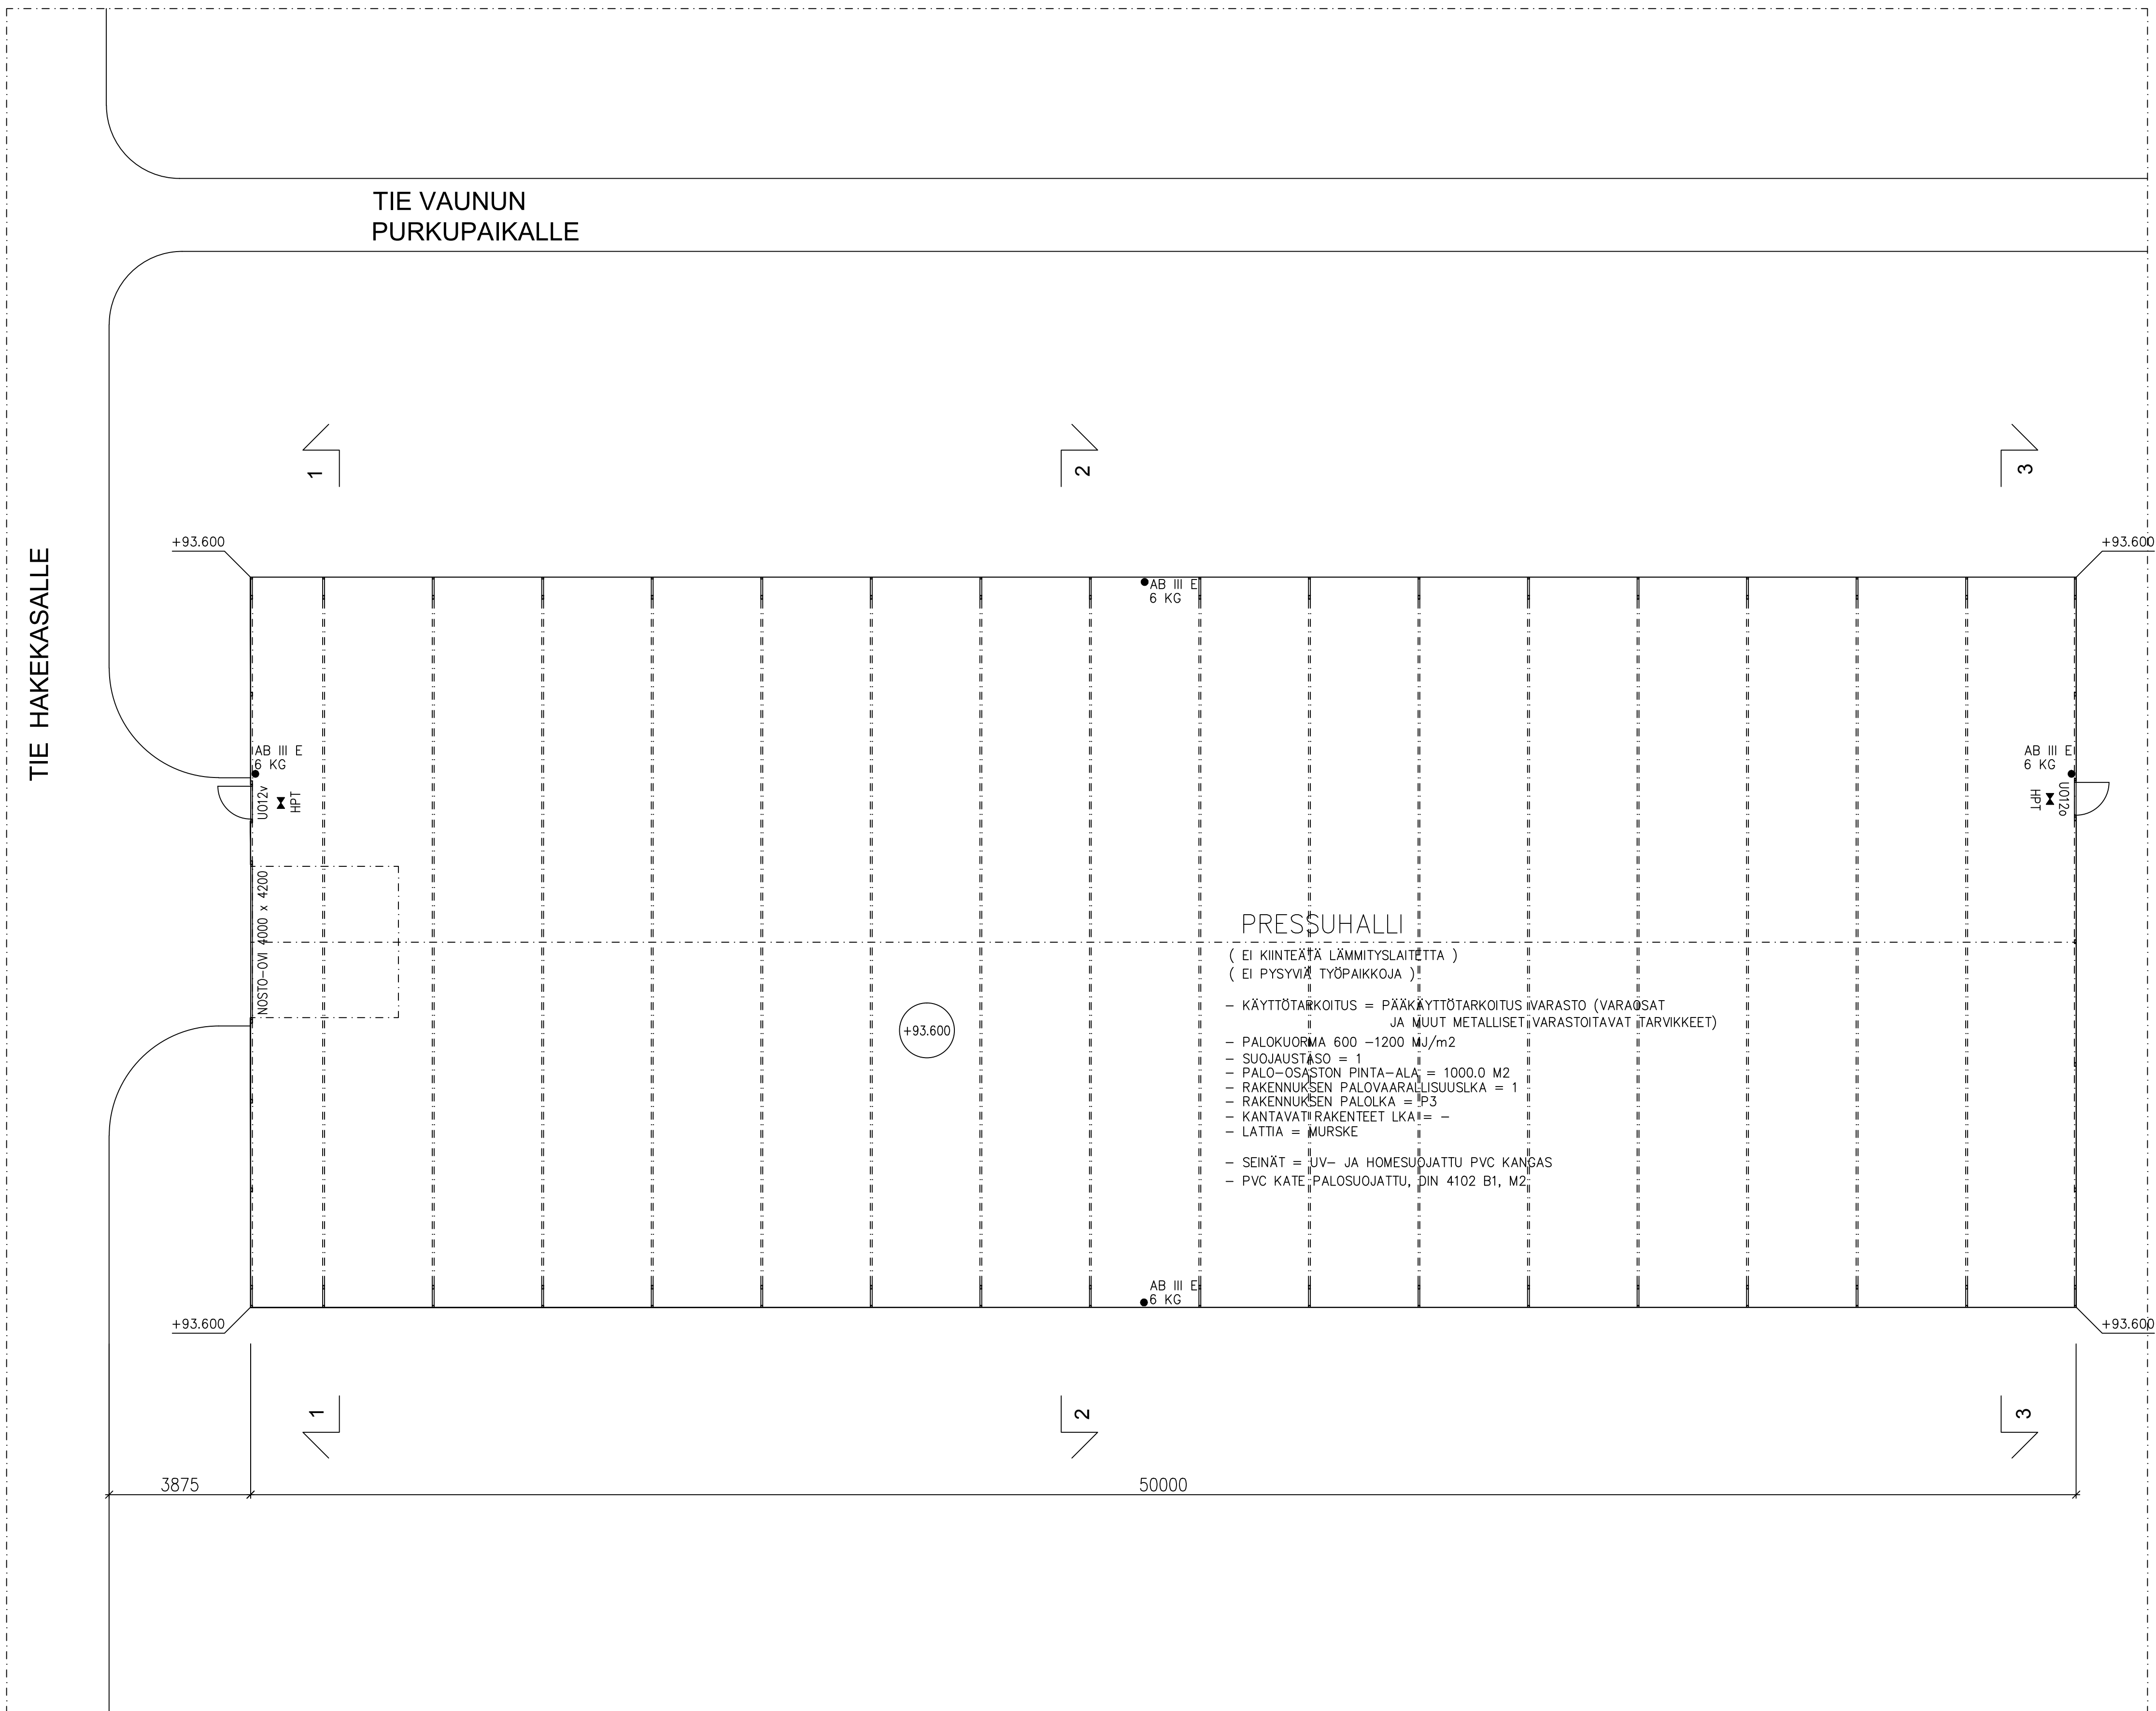 TIE VAUNUN
PURKUPAIKALLE
TIE HAKEKASALLE
1
2
3
+93.600
+93.600
AB III E
6 KG
AB III E
6 KG
UO12v
HPT
AB III E
6 KG
UO12o
HPT
NOSTO-OVI 4000 x 4200
PRESSUHALLI
( EI KIINTEÄTÄ LÄMMITYSLAITETTA )
( EI PYSYVIÄ TYÖPAIKKOJA )
- KÄYTTÖTARKOITUS = PÄÄKÄYTTÖTARKOITUS VARASTO (VARAOSAT
JA MUUT METALLISET VARASTOITAVAT TARVIKKEET)
- PALOKUORMA 600 -1200 MJ/m2
- SUOJAUSTASO = 1
- PALO-OSASTON PINTA-ALA = 1000.0 M2
- RAKENNUKSEN PALOVAARALLISUUSLKA = 1
- RAKENNUKSEN PALOLKA = P3
- KANTAVAT RAKENTEET LKA = -
- LATTIA = MURSKE
- SEINÄT = UV- JA HOMESUOJATTU PVC KANGAS
- PVC KATE PALOSUOJATTU, DIN 4102 B1, M2
+93.600
AB III E
6 KG
+93.600
+93.600
1
2
3
3875
50000